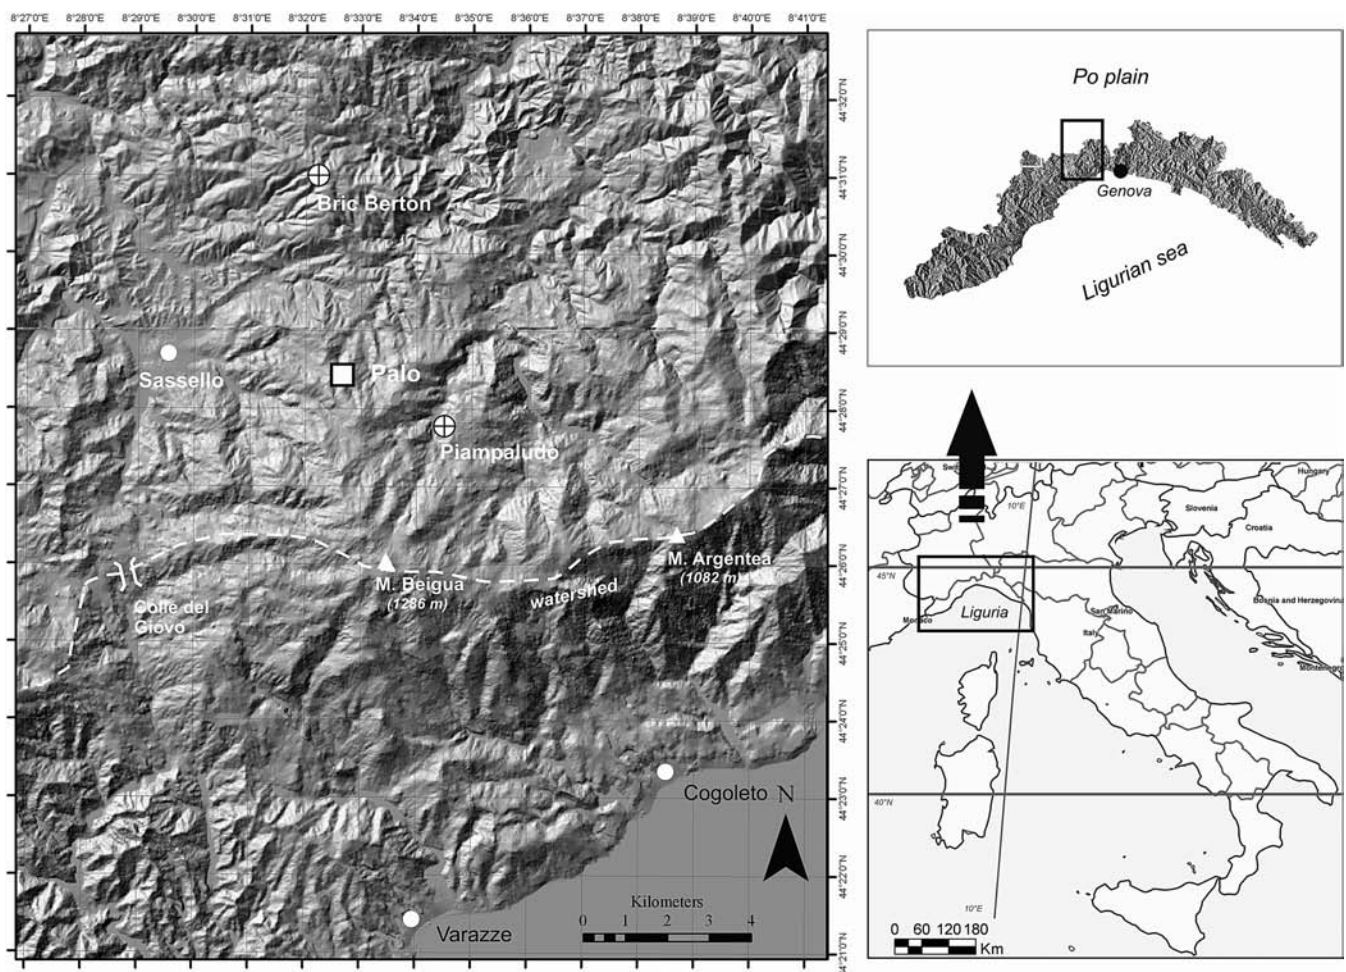 8°27'0"E 8°28'0"E 8°29'0"E 8°30'0"E 8°31'0"E 8°32'0"E 8°33'0"E 8°34'0"E 8°35'0"E 8°36'0"E 8°37'0"E 8°38'0"E 8°39'0"E 8°40'0"E 8°41'0"E
44°32'0"N
44°31'0"N
44°30'0"N
44°29'0"N
44°28'0"N
44°27'0"N
44°26'0"N
44°25'0"N
44°24'0"N
44°23'0"N
44°22'0"N
44°21'0"N
Bric Berton
Sassello
Palo
Piampaludo
M. Argentea
(1082 m)
M. Beigua
(1286 m)
watershed
Colle del
Giovo
Cogoleto
N
Varazze
Kilometers
0 1 2 3 4
Po plain
Genova
Ligurian sea
Hungary
10°E
Slovenia
Croatia
45°N
Bosnia and Herzegovina
Liguria
San Marino
Monaco
Italy
40°N
10°E
0 60 120 180
Km